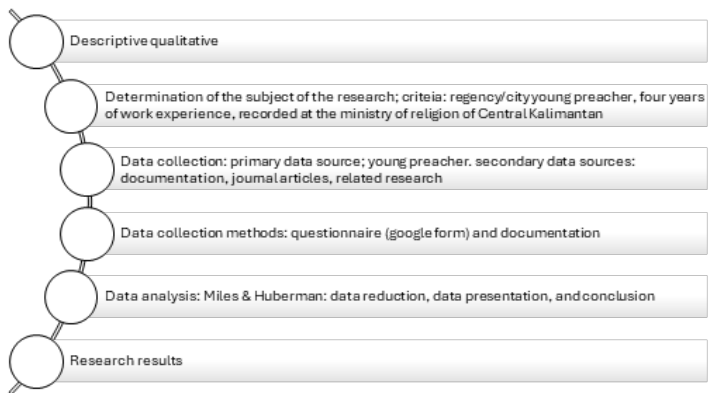 Descriptive qualitative
Determination of the subject of the research; criteia: regency/city young preacher, four years
of work experience, recorded at the ministry of religion of Central Kalimantan
Data collection: primary data source; young preacher. secondary data sources:
documentation, journal articles, related research
Data collection methods: questionnaire (google form) and documentation
Data analysis: Miles & Huberman: data reduction, data presentation, and conclusion
Research results